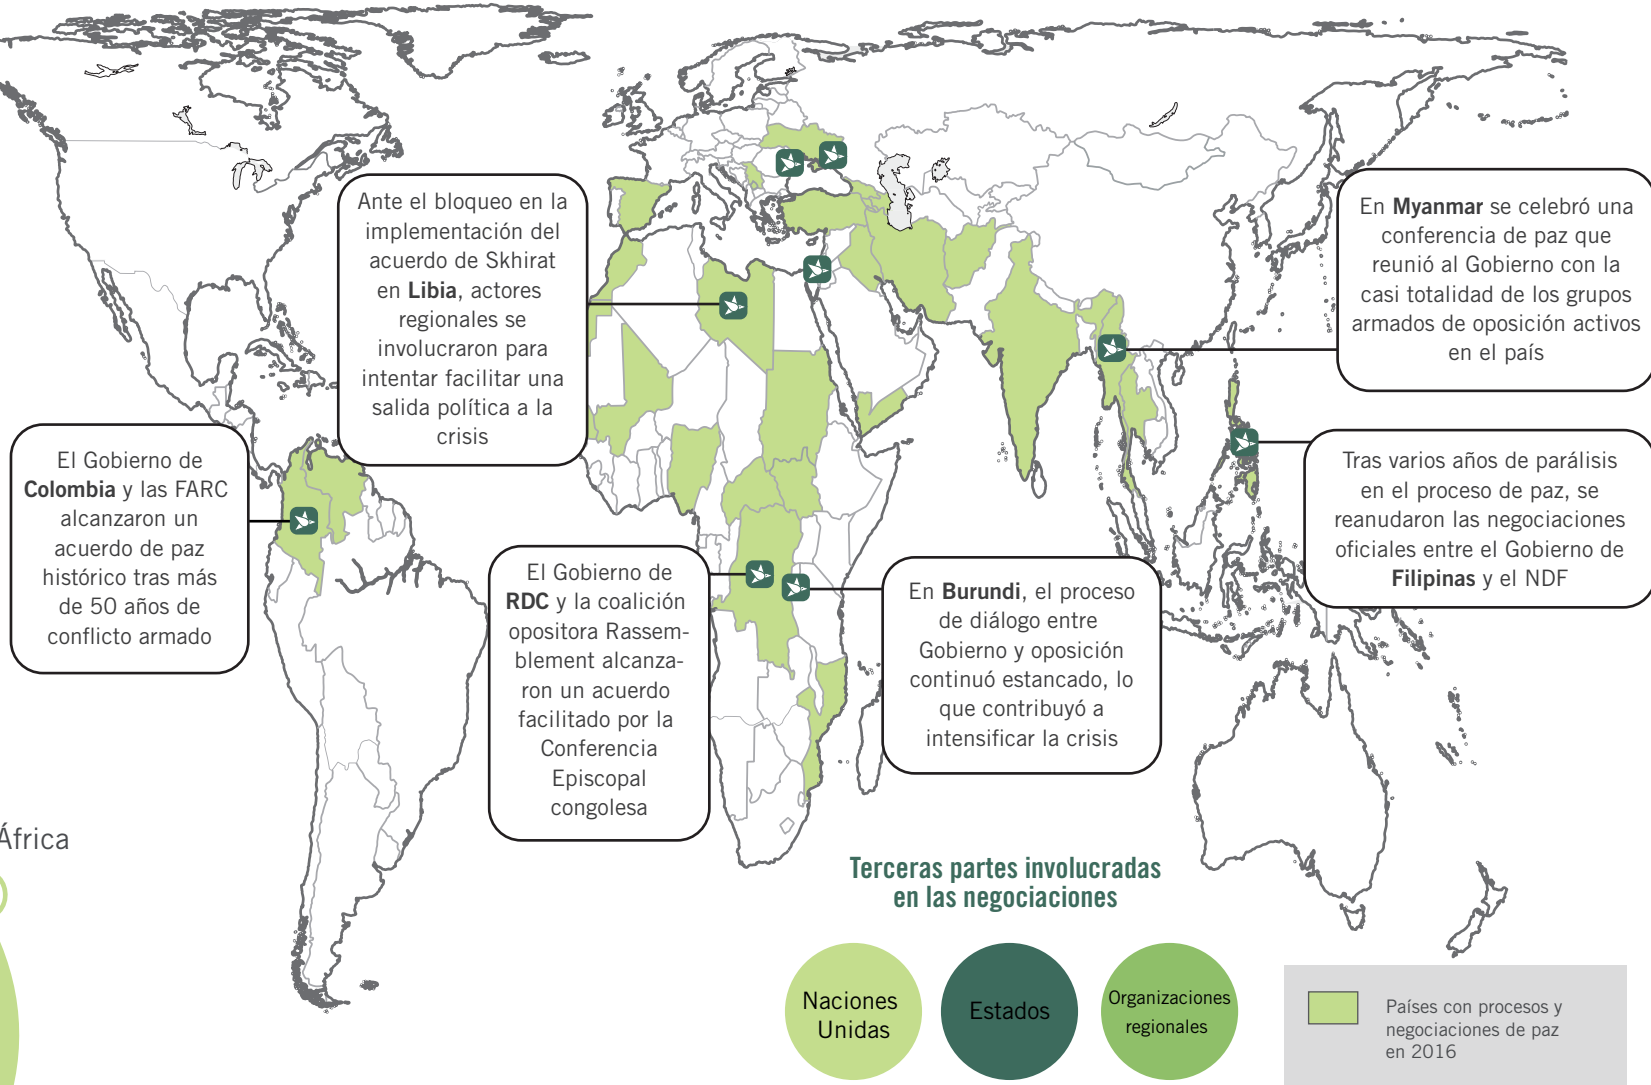 Ante el bloqueo en la
implementación del
acuerdo de Skhirat
en Libia, actores
regionales se
involucraron para
intentar facilitar una
salida política a la
crisis
En Myanmar se celebró una
conferencia de paz que
reunió al Gobierno con la
casi totalidad de los grupos
armados de oposición activos
en el país
El Gobierno de
Colombia y las FARC
alcanzaron un
acuerdo de paz
histórico tras más
de 50 años de
conflicto armado
Tras varios años de parálisis
en el proceso de paz, se
reanudaron las negociaciones
oficiales entre el Gobierno de
Filipinas y el NDF
El Gobierno de
RDC y la coalición
opositora Rassem-
blement alcanza-
ron un acuerdo
facilitado por la
Conferencia
Episcopal
congolesa
En Burundi, el proceso
de diálogo entre
Gobierno y oposición
continuó estancado, lo
que contribuyó a
intensificar la crisis
África
Terceras partes involucradas
en las negociaciones
Naciones
Unidas
Estados
Organizaciones
regionales
Países con procesos y
negociaciones de paz
en 2016